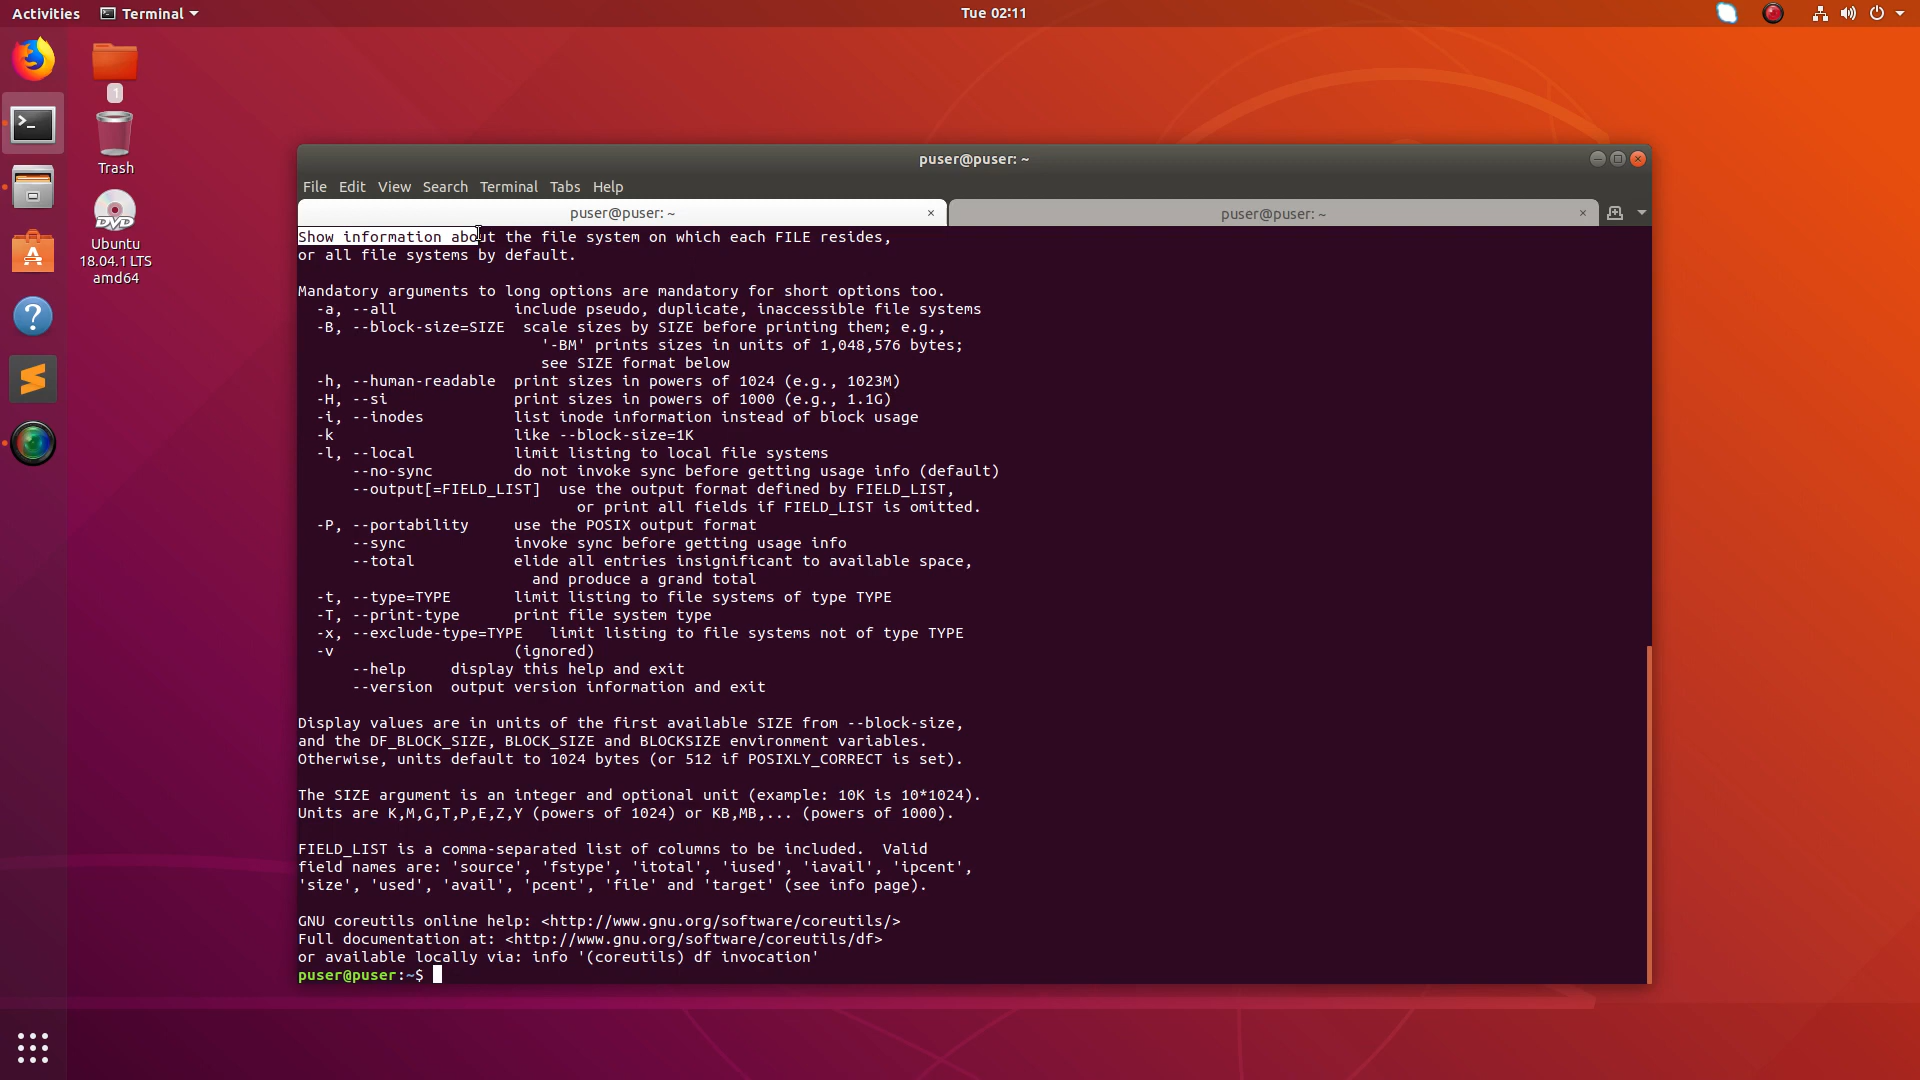 Activities
Terminal
Tue 02:11
1
Trash
Ubuntu
18.04.1 LTS
amd64
puser@puser: ~
File Edit View Search Terminal Tabs Help
puser@puser: ~ × puser@puser: ~ ×
Show information about the file system on which each FILE resides,
or all file systems by default.
Mandatory arguments to long options are mandatory for short options too.
-a, --all include pseudo, duplicate, inaccessible file systems
-B, --block-size=SIZE scale sizes by SIZE before printing them; e.g.,
'-BM' prints sizes in units of 1,048,576 bytes;
see SIZE format below
-h, --human-readable print sizes in powers of 1024 (e.g., 1023M)
-H, --si print sizes in powers of 1000 (e.g., 1.1G)
-i, --inodes list inode information instead of block usage
-k like --block-size=1K
-l, --local limit listing to local file systems
--no-sync do not invoke sync before getting usage info (default)
--output[=FIELD_LIST] use the output format defined by FIELD_LIST,
or print all fields if FIELD_LIST is omitted.
-P, --portability use the POSIX output format
--sync invoke sync before getting usage info
--total elide all entries insignificant to available space,
and produce a grand total
-t, --type=TYPE limit listing to file systems of type TYPE
-T, --print-type print file system type
-x, --exclude-type=TYPE limit listing to file systems not of type TYPE
-v (ignored)
--help display this help and exit
--version output version information and exit
Display values are in units of the first available SIZE from --block-size,
and the DF_BLOCK_SIZE, BLOCK_SIZE and BLOCKSIZE environment variables.
Otherwise, units default to 1024 bytes (or 512 if POSIXLY_CORRECT is set).
The SIZE argument is an integer and optional unit (example: 10K is 10*1024).
Units are K,M,G,T,P,E,Z,Y (powers of 1024) or KB,MB,... (powers of 1000).
FIELD_LIST is a comma-separated list of columns to be included. Valid
field names are: 'source', 'fstype', 'itotal', 'iused', 'iavail', 'ipcent',
'size', 'used', 'avail', 'pcent', 'file' and 'target' (see info page).
GNU coreutils online help: <http://www.gnu.org/software/coreutils/>
Full documentation at: <http://www.gnu.org/software/coreutils/df>
or available locally via: info '(coreutils) df invocation'
puser@puser:~$